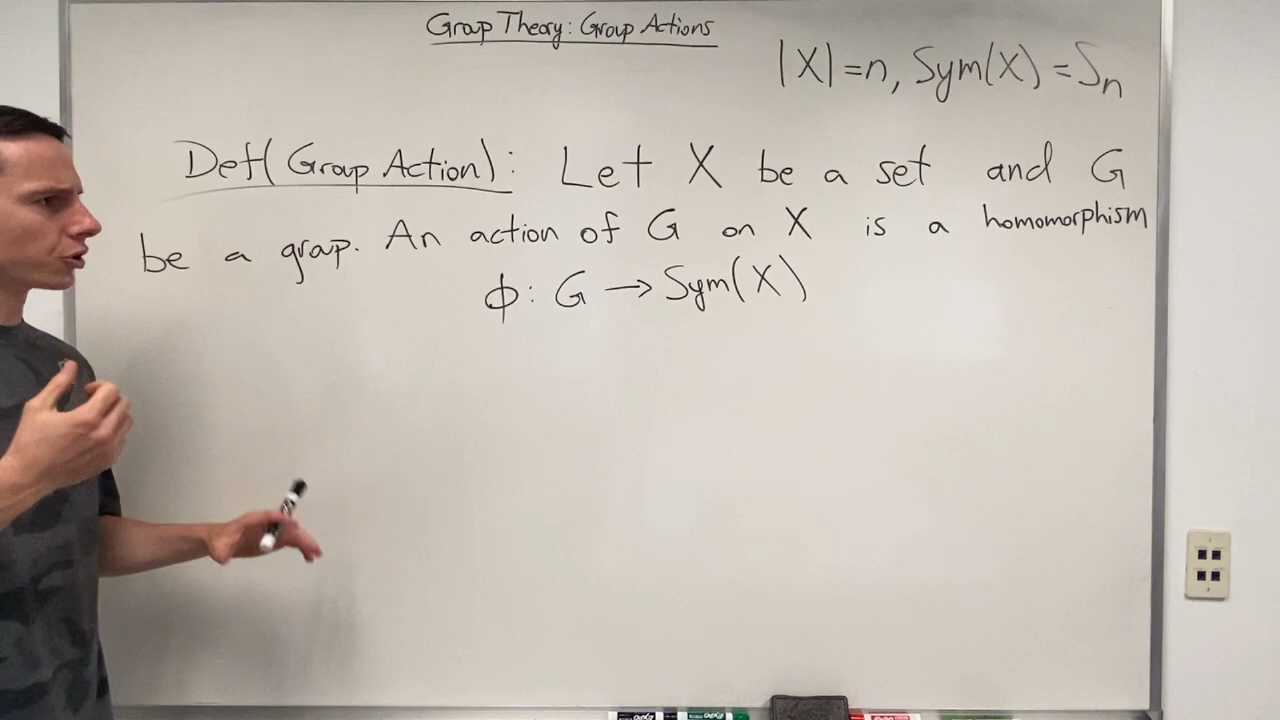 Group Theory: Group Actions
|X| = n, Sym(X) = Sₙ
Def(Group Action): Let X be a set and G
be a group. An action of G on X is a homomorphism
ϕ: G → Sym(X)